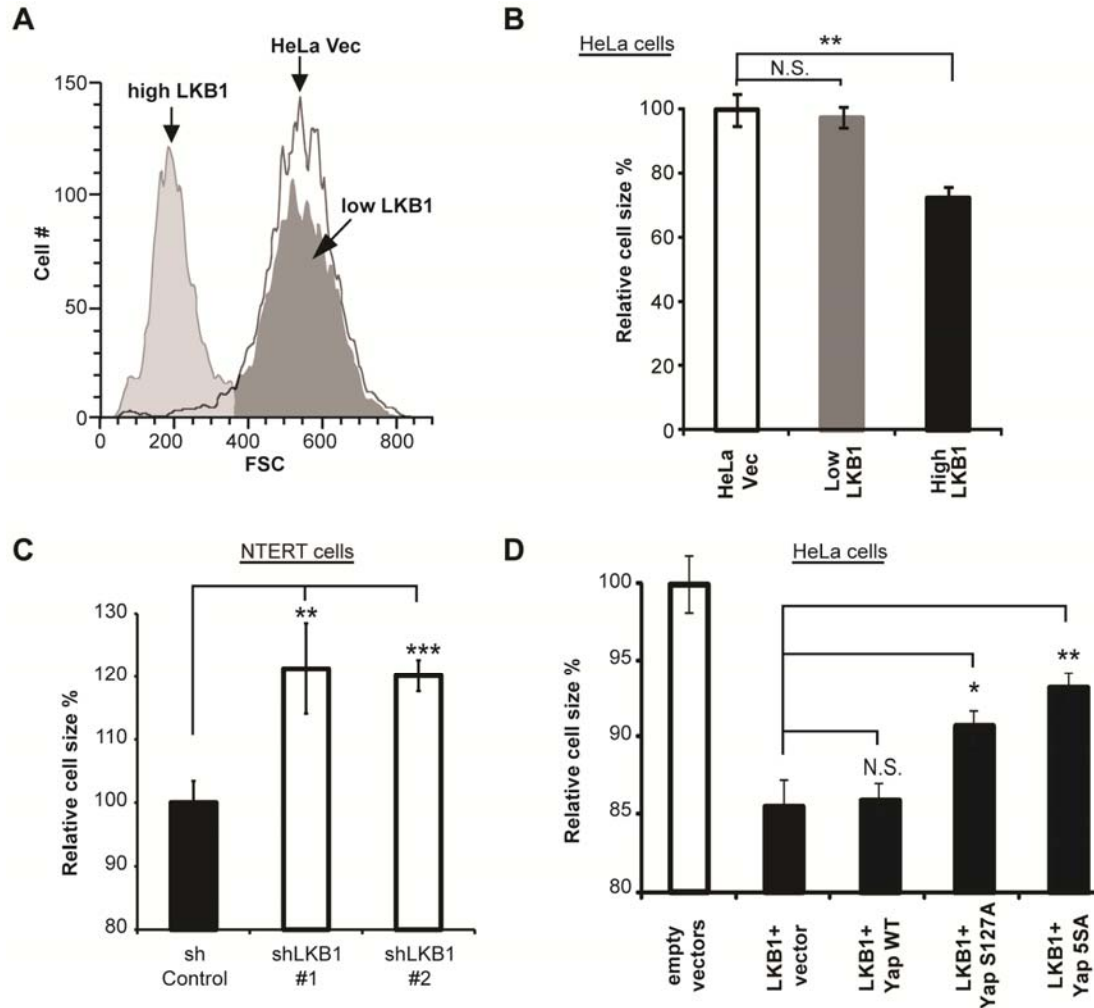 A
HeLa Vec
high LKB1
low LKB1
150
100
50
0
Cell #
0 200 400 600 800
FSC
B
HeLa cells
**
N.S.
100
80
60
40
20
0
Relative cell size %
HeLa
Vec
Low
LKB1
High
LKB1
C
NTERT cells
**
***
130
120
110
100
90
80
Relative cell size %
sh
Control
shLKB1
#1
shLKB1
#2
D
HeLa cells
**
*
N.S.
100
95
90
85
80
Relative cell size %
empty
vectors
LKB1+
vector
LKB1+
Yap WT
LKB1+
Yap S127A
LKB1+
Yap 5SA